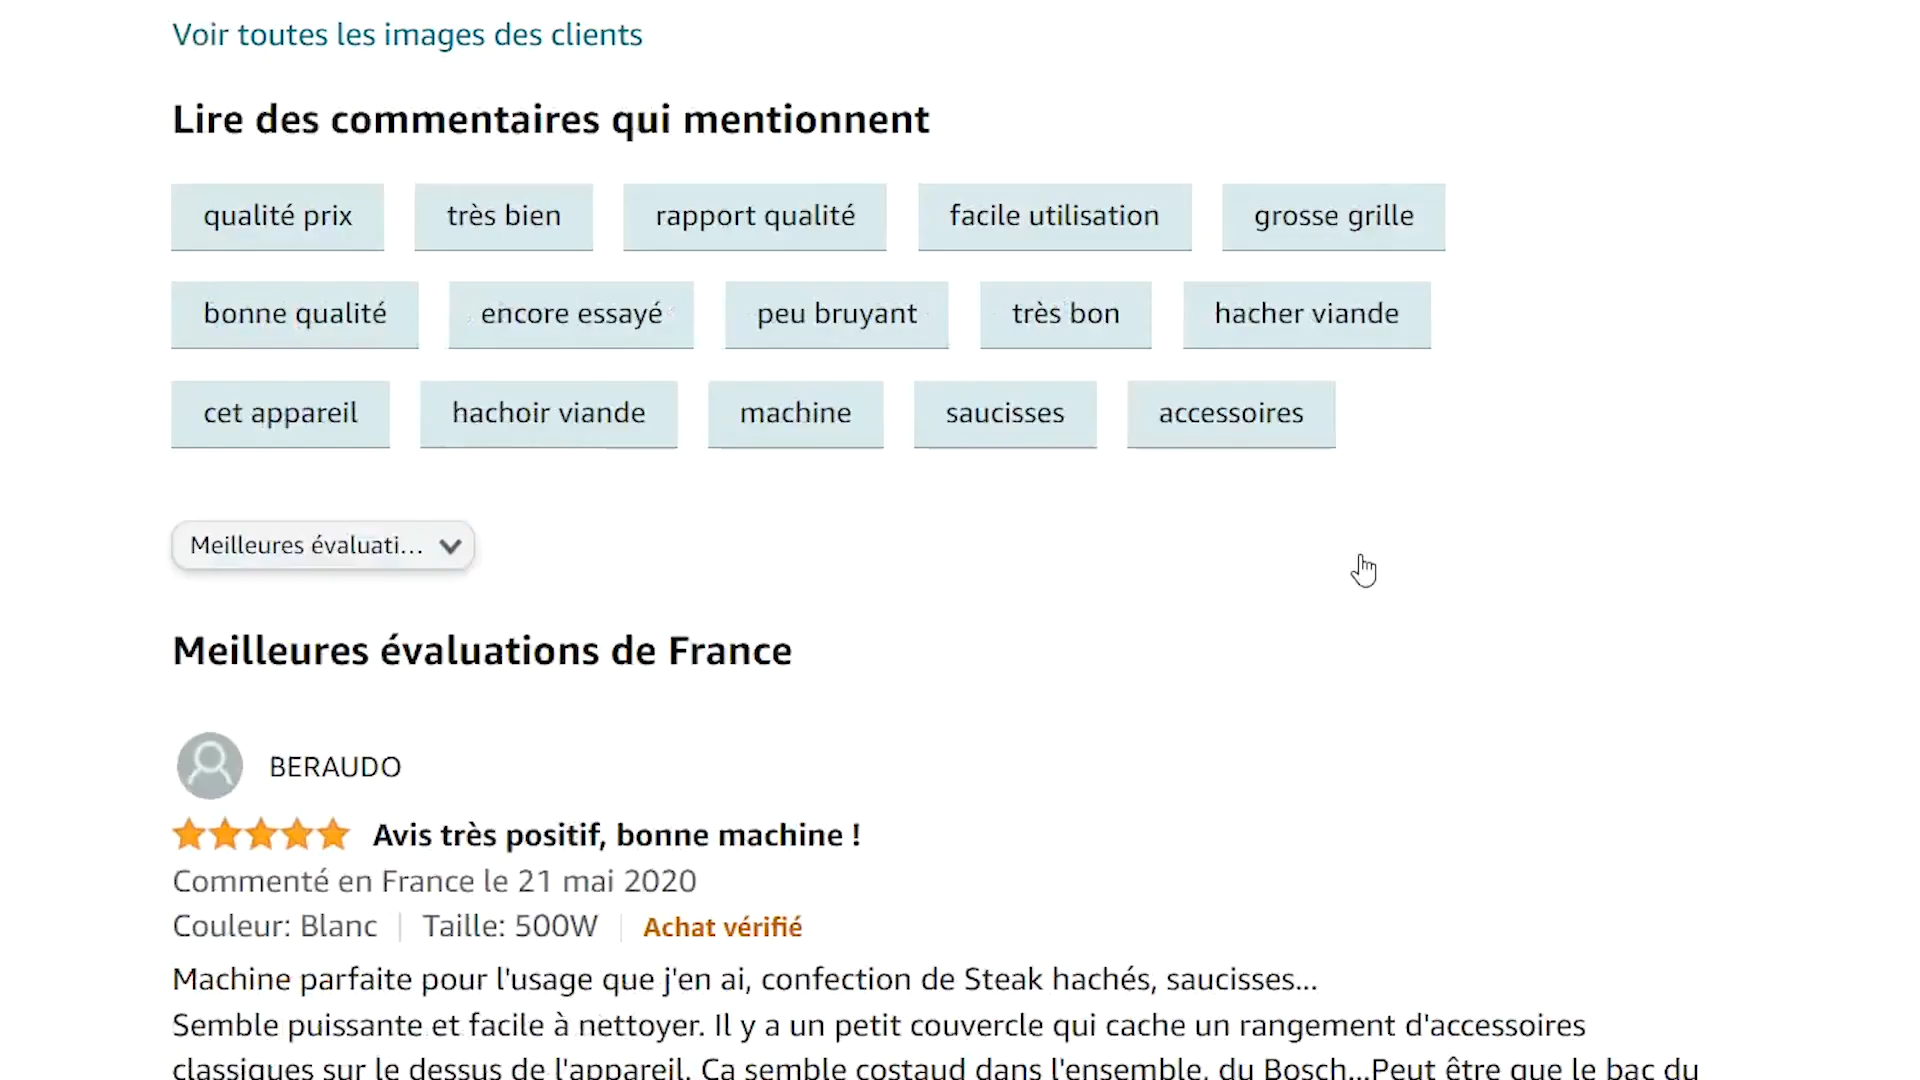 Voir toutes les images des clients
Lire des commentaires qui mentionnent
qualité prix très bien rapport qualité facile utilisation grosse grille
bonne qualité encore essayé peu bruyant très bon hacher viande
cet appareil hachoir viande machine saucisses accessoires
Meilleures évaluati...
Meilleures évaluations de France
BERAUDO
Avis très positif, bonne machine !
Commenté en France le 21 mai 2020
Couleur: Blanc | Taille: 500W | Achat vérifié
Machine parfaite pour l'usage que j'en ai, confection de Steak hachés, saucisses...
Semble puissante et facile à nettoyer. Il y a un petit couvercle qui cache un rangement d'accessoires
classiques sur le dessus de l'appareil. Ca semble costaud dans l'ensemble, du Bosch...Peut être que le bac du